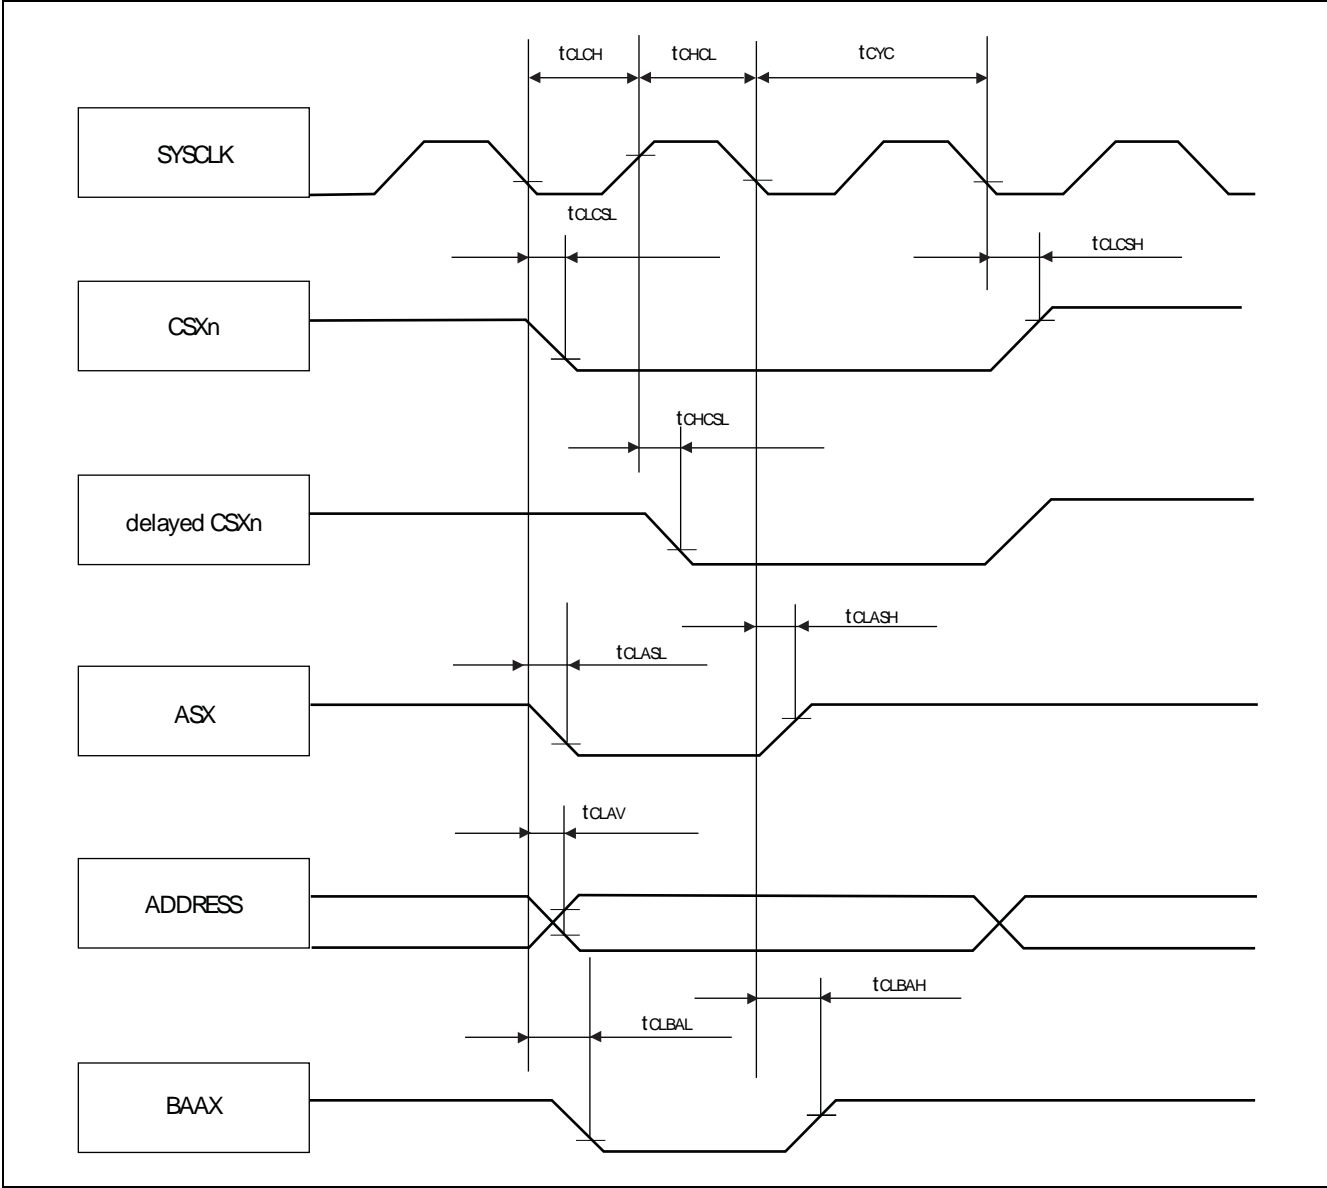 tCLCH tCHCL tCYC
SYSCLK
tCLCSL
tCLCSH
CSXn
tCHCSL
delayed CSXn
tCLASH
tCLASL
ASX
tCLAV
ADDRESS
tCLBAH
tCLBAL
BAAX